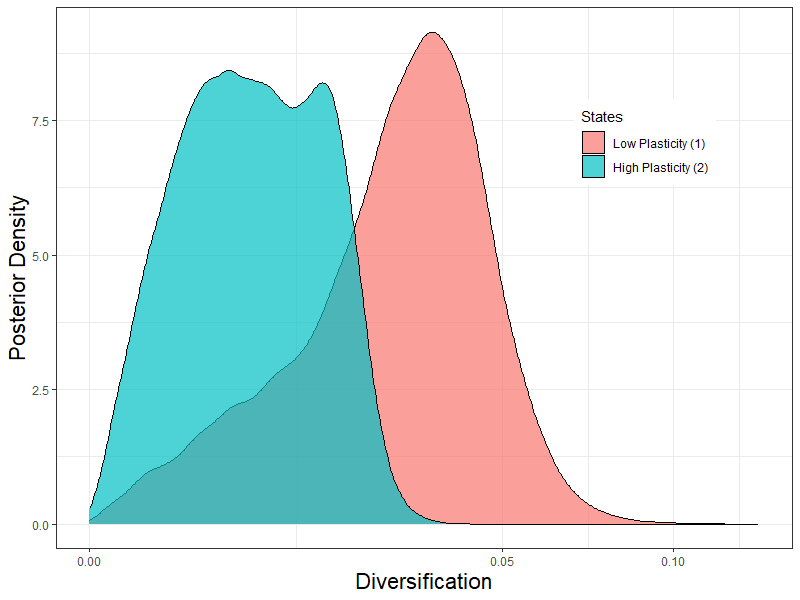 Posterior Density
7.5
5.0
2.5
0.0
States
Low Plasticity (1)
High Plasticity (2)
0.00
0.05
0.10
Diversification